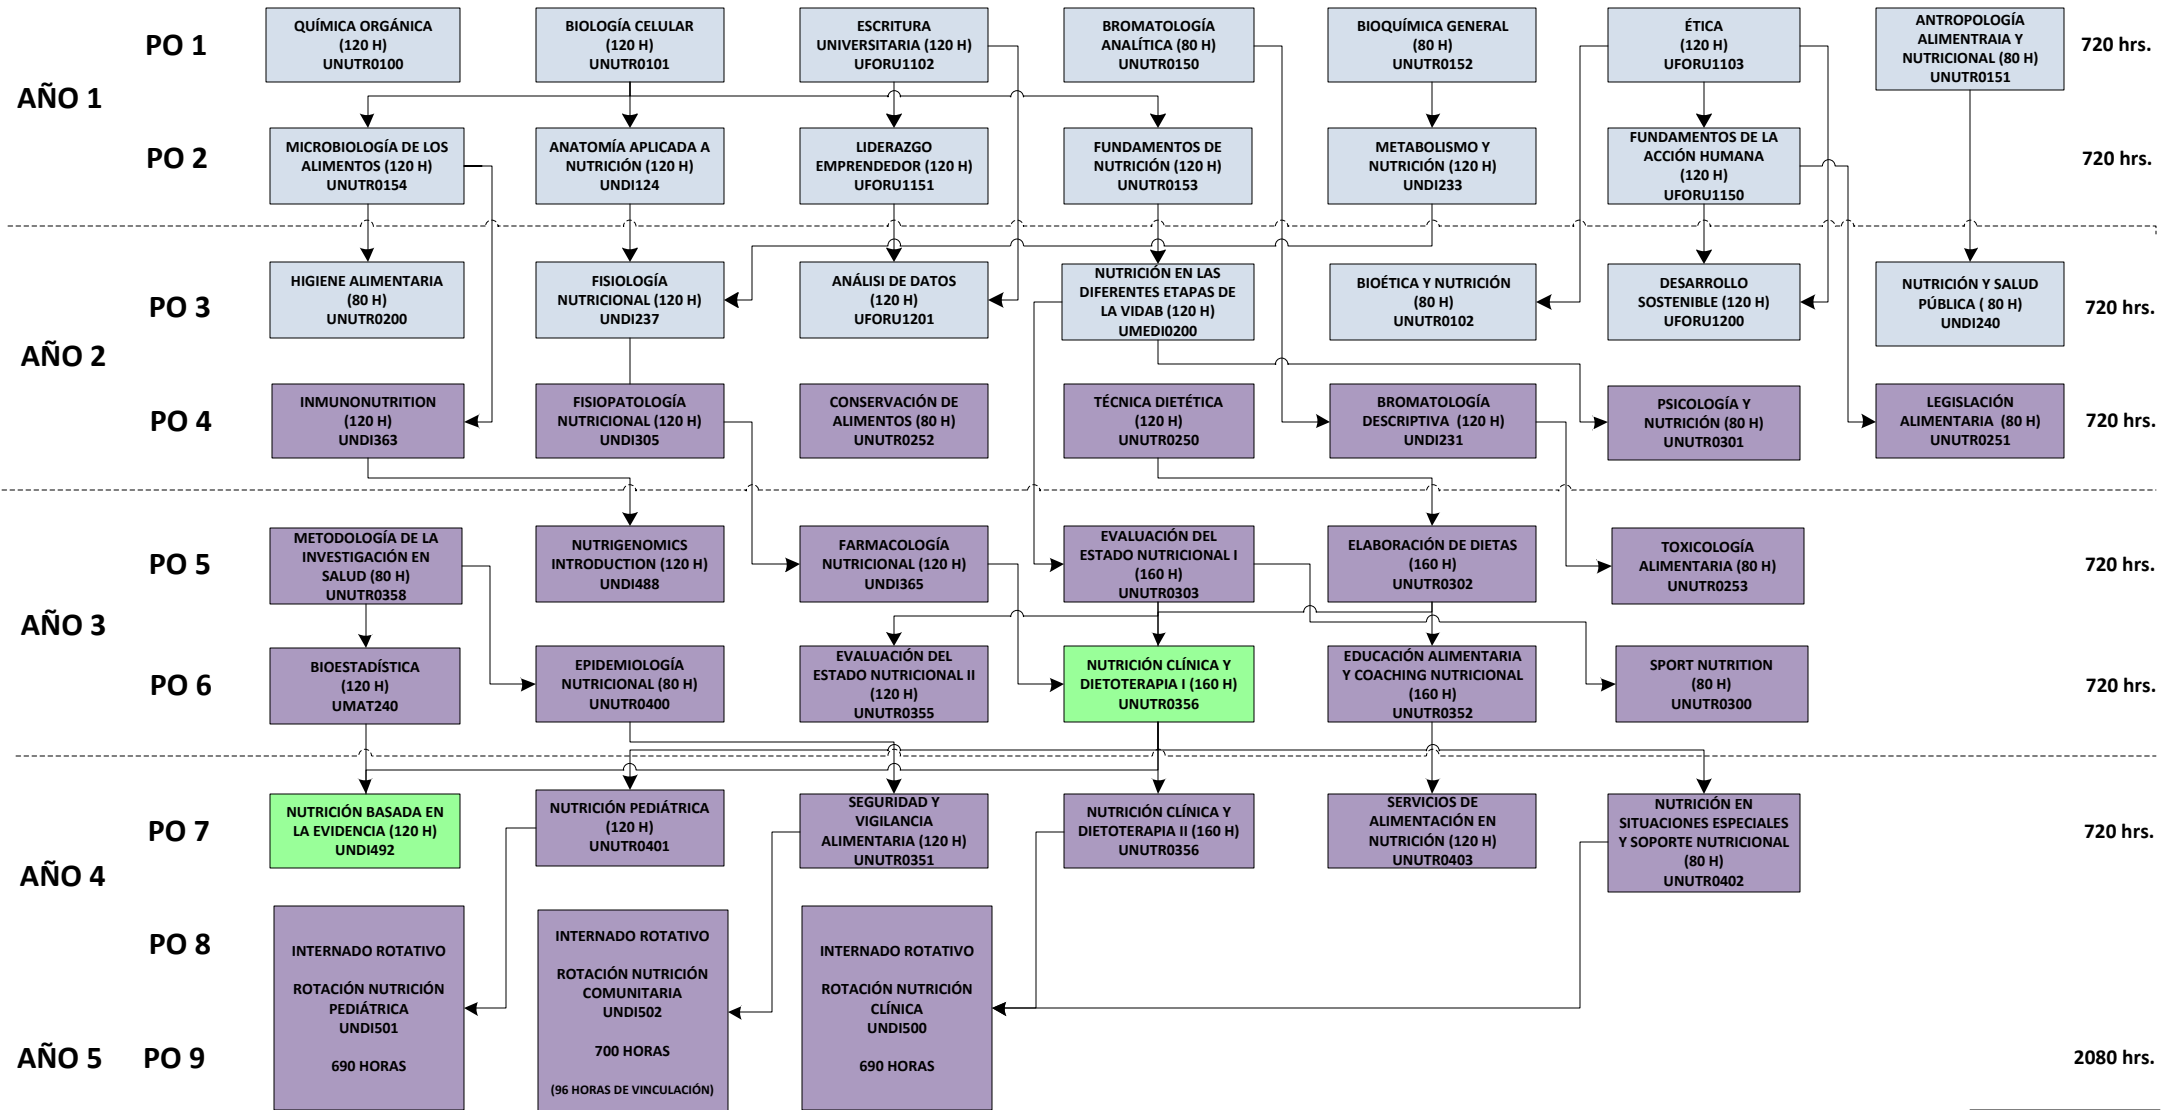 AÑO 1
PO 1
QUÍMICA ORGÁNICA
(120 H)
UNUTR0100
BIOLOGÍA CELULAR
(120 H)
UNUTR0101
ESCRITURA
UNIVERSITARIA (120 H)
UFORU1102
BROMATOLOGÍA
ANALÍTICA (80 H)
UNUTR0150
BIOQUÍMICA GENERAL
(80 H)
UNUTR0152
ÉTICA
(120 H)
UFORU1103
ANTROPOLOGÍA
ALIMENTRAIA Y
NUTRICIONAL (80 H)
UNUTR0151
720 hrs.
PO 2
MICROBIOLOGÍA DE LOS
ALIMENTOS (120 H)
UNUTR0154
ANATOMÍA APLICADA A
NUTRICIÓN (120 H)
UNDI124
LIDERAZGO
EMPRENDEDOR (120 H)
UFORU1151
FUNDAMENTOS DE
NUTRICIÓN (120 H)
UNUTR0153
METABOLISMO Y
NUTRICIÓN (120 H)
UNDI233
FUNDAMENTOS DE LA
ACCIÓN HUMANA
(120 H)
UFORU1150
720 hrs.
AÑO 2
PO 3
HIGIENE ALIMENTARIA
(80 H)
UNUTR0200
FISIOLOGÍA
NUTRICIONAL (120 H)
UNDI237
ANÁLISI DE DATOS
(120 H)
UFORU1201
NUTRICIÓN EN LAS
DIFERENTES ETAPAS DE
LA VIDAB (120 H)
UMEDI0200
BIOÉTICA Y NUTRICIÓN
(80 H)
UNUTR0102
DESARROLLO
SOSTENIBLE (120 H)
UFORU1200
NUTRICIÓN Y SALUD
PÚBLICA ( 80 H)
UNDI240
720 hrs.
PO 4
INMUNONUTRITION
(120 H)
UNDI363
FISIOPATOLOGÍA
NUTRICIONAL (120 H)
UNDI305
CONSERVACIÓN DE
ALIMENTOS (80 H)
UNUTR0252
TÉCNICA DIETÉTICA
(120 H)
UNUTR0250
BROMATOLOGÍA
DESCRIPTIVA (120 H)
UNDI231
PSICOLOGÍA Y
NUTRICIÓN (80 H)
UNUTR0301
LEGISLACIÓN
ALIMENTARIA (80 H)
UNUTR0251
720 hrs.
AÑO 3
PO 5
METODOLOGÍA DE LA
INVESTIGACIÓN EN
SALUD (80 H)
UNUTR0358
NUTRIGENOMICS
INTRODUCTION (120 H)
UNDI488
FARMACOLOGÍA
NUTRICIONAL (120 H)
UNDI365
EVALUACIÓN DEL
ESTADO NUTRICIONAL I
(160 H)
UNUTR0303
ELABORACIÓN DE DIETAS
(160 H)
UNUTR0302
TOXICOLOGÍA
ALIMENTARIA (80 H)
UNUTR0253
720 hrs.
PO 6
BIOESTADÍSTICA
(120 H)
UMAT240
EPIDEMIOLOGÍA
NUTRICIONAL (80 H)
UNUTR0400
EVALUACIÓN DEL
ESTADO NUTRICIONAL II
(120 H)
UNUTR0355
NUTRICIÓN CLÍNICA Y
DIETOTERAPIA I (160 H)
UNUTR0356
EDUCACIÓN ALIMENTARIA
Y COACHING NUTRICIONAL
(160 H)
UNUTR0352
SPORT NUTRITION
(80 H)
UNUTR0300
720 hrs.
AÑO 4
PO 7
NUTRICIÓN BASADA EN
LA EVIDENCIA (120 H)
UNDI492
NUTRICIÓN PEDIÁTRICA
(120 H)
UNUTR0401
SEGURIDAD Y
VIGILANCIA
ALIMENTARIA (120 H)
UNUTR0351
NUTRICIÓN CLÍNICA Y
DIETOTERAPIA II (160 H)
UNUTR0356
SERVICIOS DE
ALIMENTACIÓN EN
NUTRICIÓN (120 H)
UNUTR0403
NUTRICIÓN EN
SITUACIONES ESPECIALES
Y SOPORTE NUTRICIONAL
(80 H)
UNUTR0402
720 hrs.
PO 8
INTERNADO ROTATIVO
ROTACIÓN NUTRICIÓN
PEDIÁTRICA
UNDI501
690 HORAS
INTERNADO ROTATIVO
ROTACIÓN NUTRICIÓN
COMUNITARIA
UNDI502
700 HORAS
(96 HORAS DE VINCULACIÓN)
INTERNADO ROTATIVO
ROTACIÓN NUTRICIÓN
CLÍNICA
UNDI500
690 HORAS
AÑO 5
PO 9
2080 hrs.